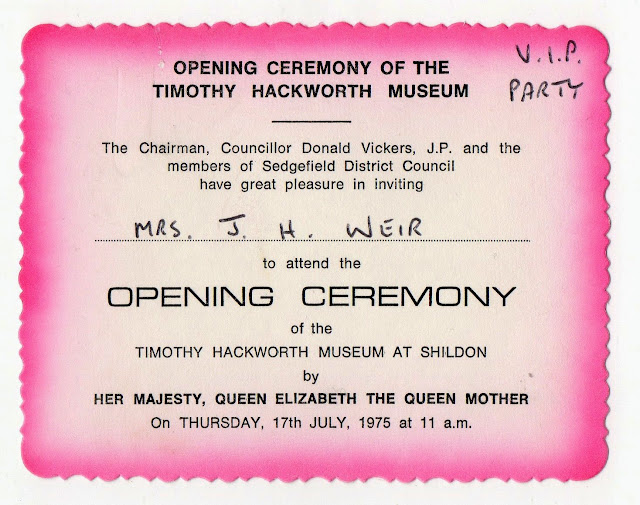 V.I.P.
PARTY
OPENING CEREMONY OF THE
TIMOTHY HACKWORTH MUSEUM
The Chairman, Councillor Donald Vickers, J.P. and the
members of Sedgefield District Council
have great pleasure in inviting
MRS. J. H. WEIR
to attend the
OPENING CEREMONY
of the
TIMOTHY HACKWORTH MUSEUM AT SHILDON
by
HER MAJESTY, QUEEN ELIZABETH THE QUEEN MOTHER
On THURSDAY, 17th JULY, 1975 at 11 a.m.